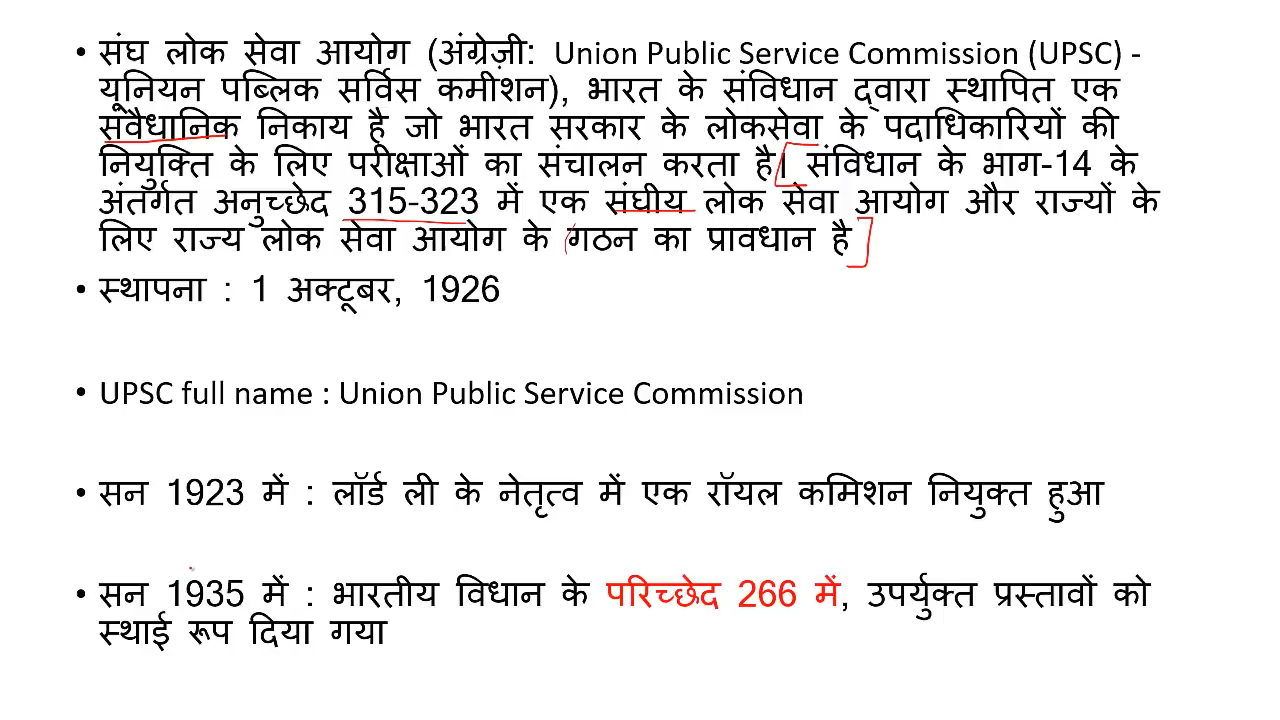 • संघ लोक सेवा आयोग (अंग्रेज़ी: Union Public Service Commission (UPSC) -
यूनियन पब्लिक सर्विस कमीशन), भारत के संविधान द्वारा स्थापित एक
संवैधानिक निकाय है जो भारत सरकार के लोकसेवा के पदाधिकारियों की
नियुक्ति के लिए परीक्षाओं का संचालन करता है। संविधान के भाग-14 के
अंतर्गत अनुच्छेद 315-323 में एक संघीय लोक सेवा आयोग और राज्यों के
लिए राज्य लोक सेवा आयोग के गठन का प्रावधान है
• स्थापना : 1 अक्टूबर, 1926
• UPSC full name : Union Public Service Commission
• सन 1923 में : लॉर्ड ली के नेतृत्व में एक रॉयल कमिशन नियुक्त हुआ
• सन 1935 में : भारतीय विधान के परिच्छेद 266 में, उपर्युक्त प्रस्तावों को
स्थाई रूप दिया गया